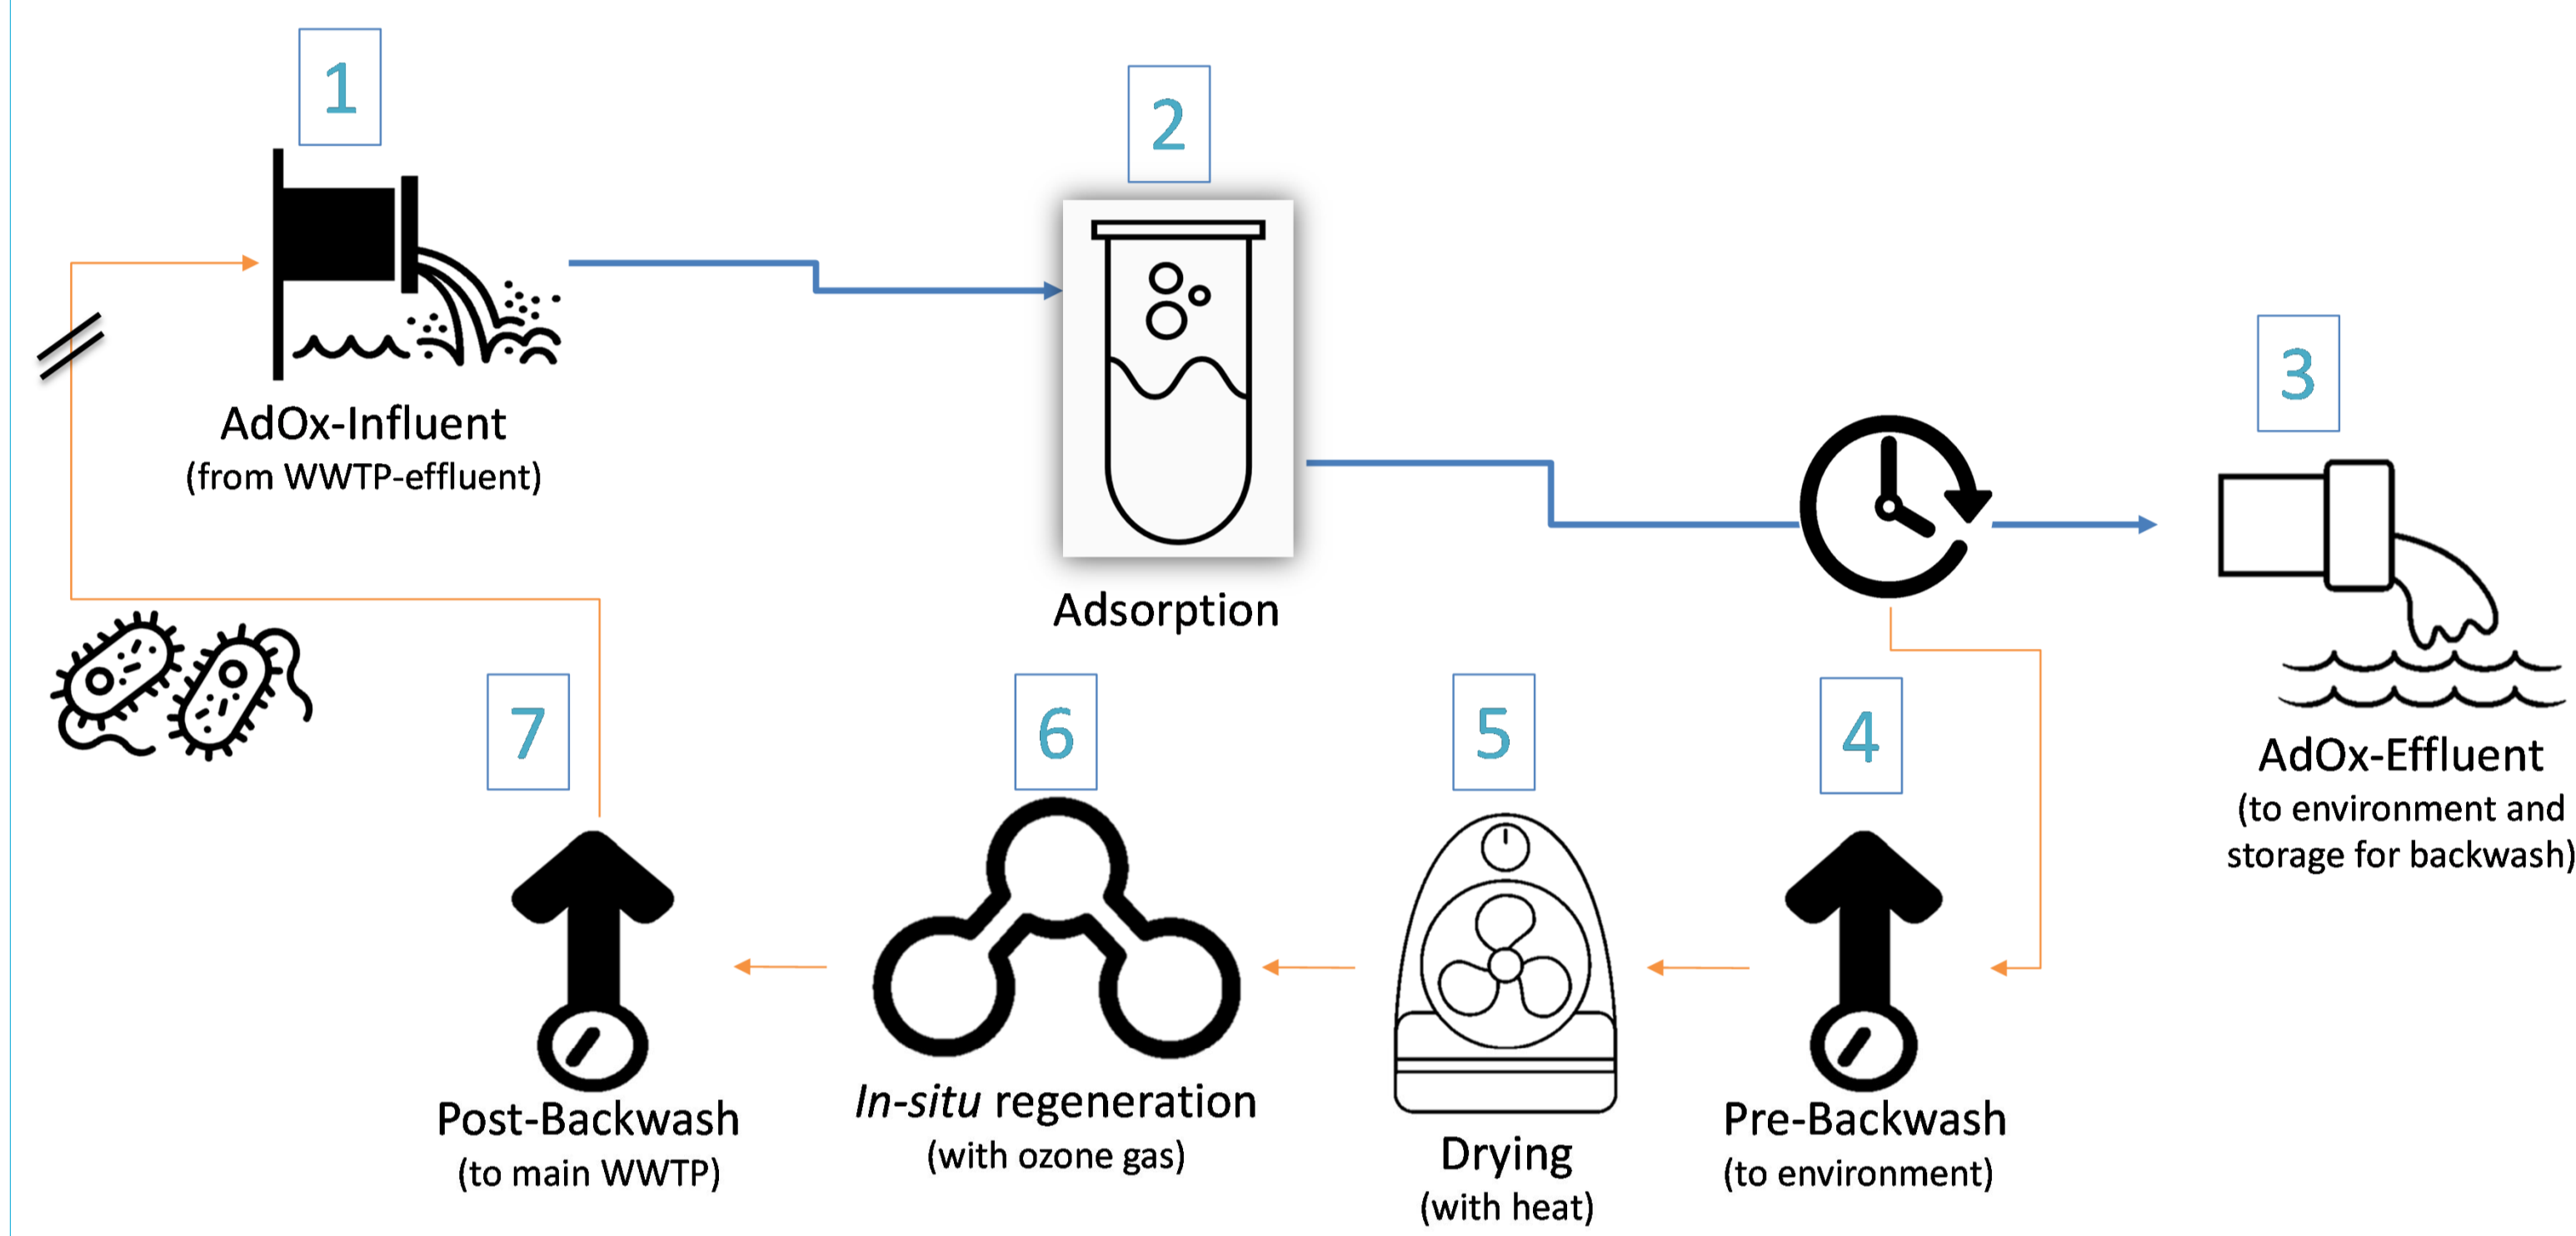 1
AdOx-Influent
(from WWTP-effluent)
2
Adsorption
3
AdOx-Effluent
(to environment and
storage for backwash)
4
Pre-Backwash
(to environment)
5
Drying
(with heat)
6
In-situ regeneration
(with ozone gas)
7
Post-Backwash
(to main WWTP)